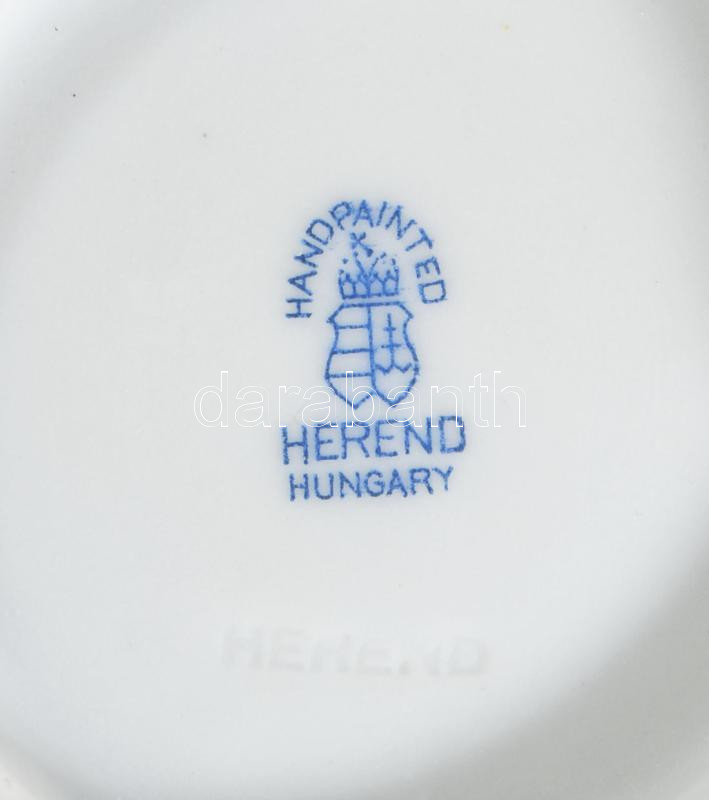 HANDPAINTED
darabanth
HEREND
HUNGARY
HEREND